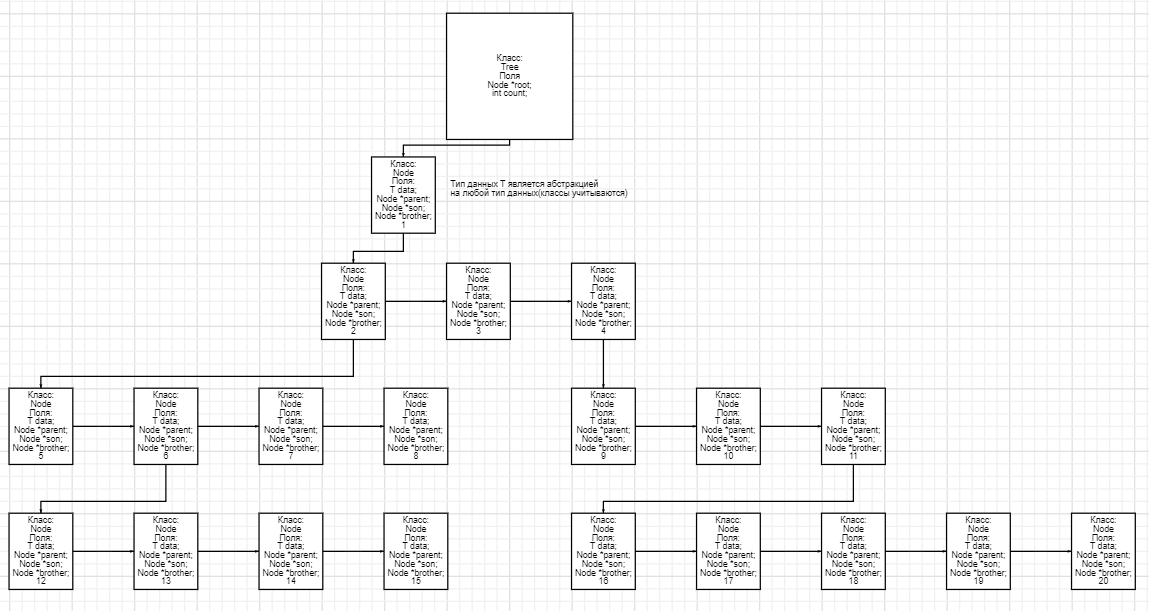 Класс:
Tree
Поля
Node *root;
int count;
Класс:
Node
Поля:
T data;
Node *parent;
Node *son;
Node *brother;
1
Тип данных T является абстракцией
на любой тип данных(классы учитываются)
Класс:
Node
Поля:
T data;
Node *parent;
Node *son;
Node *brother;
2
Класс:
Node
Поля:
T data;
Node *parent;
Node *son;
Node *brother;
3
Класс:
Node
Поля:
T data;
Node *parent;
Node *son;
Node *brother;
4
Класс:
Node
Поля:
T data;
Node *parent;
Node *son;
Node *brother;
5
Класс:
Node
Поля:
T data;
Node *parent;
Node *son;
Node *brother;
6
Класс:
Node
Поля:
T data;
Node *parent;
Node *son;
Node *brother;
7
Класс:
Node
Поля:
T data;
Node *parent;
Node *son;
Node *brother;
8
Класс:
Node
Поля:
T data;
Node *parent;
Node *son;
Node *brother;
9
Класс:
Node
Поля:
T data;
Node *parent;
Node *son;
Node *brother;
10
Класс:
Node
Поля:
T data;
Node *parent;
Node *son;
Node *brother;
11
Класс:
Node
Поля:
T data;
Node *parent;
Node *son;
Node *brother;
12
Класс:
Node
Поля:
T data;
Node *parent;
Node *son;
Node *brother;
13
Класс:
Node
Поля:
T data;
Node *parent;
Node *son;
Node *brother;
14
Класс:
Node
Поля:
T data;
Node *parent;
Node *son;
Node *brother;
15
Класс:
Node
Поля:
T data;
Node *parent;
Node *son;
Node *brother;
16
Класс:
Node
Поля:
T data;
Node *parent;
Node *son;
Node *brother;
17
Класс:
Node
Поля:
T data;
Node *parent;
Node *son;
Node *brother;
18
Класс:
Node
Поля:
T data;
Node *parent;
Node *son;
Node *brother;
19
Класс:
Node
Поля:
T data;
Node *parent;
Node *son;
Node *brother;
20